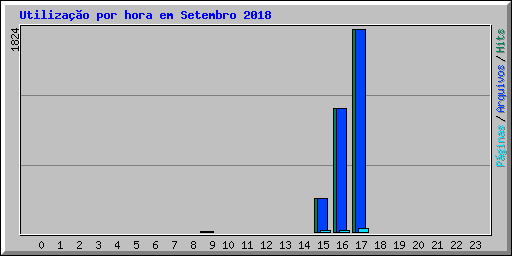 Utilização por hora em Setembro 2018
1824
Páginas/Arquivos/Hits
0 1 2 3 4 5 6 7 8 9 10 11 12 13 14 15 16 17 18 19 20 21 22 23